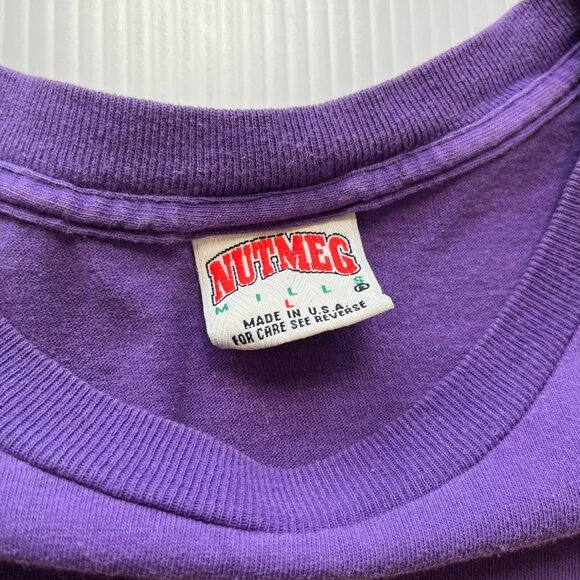 NUTMEG
MILLS ®
L
MADE IN U.S.A.
FOR CARE SEE REVERSE